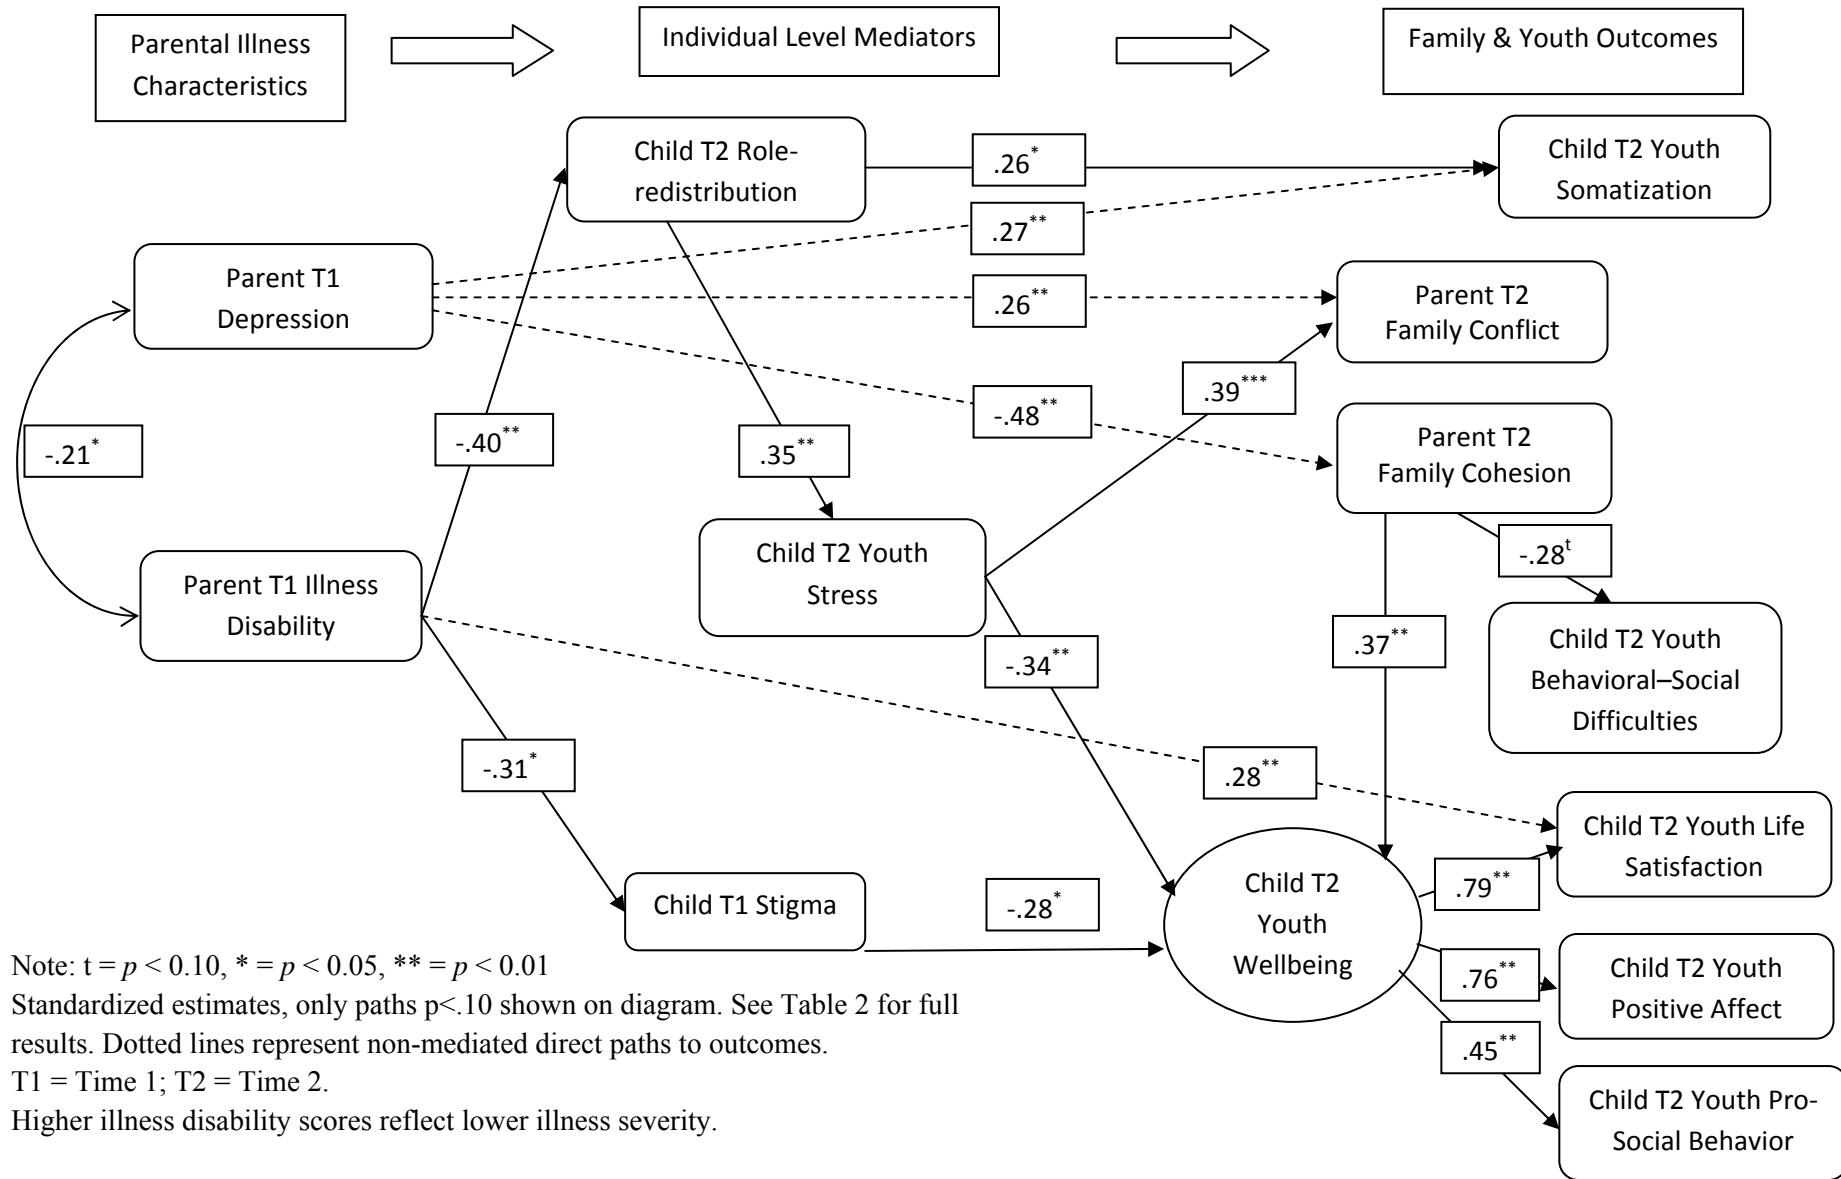 Parental Illness
Characteristics
Individual Level Mediators
Family & Youth Outcomes
Child T2 Role-
redistribution
.26*
Child T2 Youth
Somatization
.27**
Parent T1
Depression
.26**
Parent T2
Family Conflict
.39***
-.48**
-.21*
-.40**
.35**
Parent T2
Family Cohesion
-.28t
Child T2 Youth
Stress
Parent T1 Illness
Disability
-.34**
.37**
Child T2 Youth
Behavioral–Social
Difficulties
-.31*
.28**
Child T2 Youth Life
Satisfaction
Child T1 Stigma
-.28*
Child T2
Youth
Wellbeing
.79**
.76**
Child T2 Youth
Positive Affect
.45**
Child T2 Youth Pro-
Social Behavior
Note: t = p < 0.10, * = p < 0.05, ** = p < 0.01
Standardized estimates, only paths p<.10 shown on diagram. See Table 2 for full
results. Dotted lines represent non-mediated direct paths to outcomes.
T1 = Time 1; T2 = Time 2.
Higher illness disability scores reflect lower illness severity.